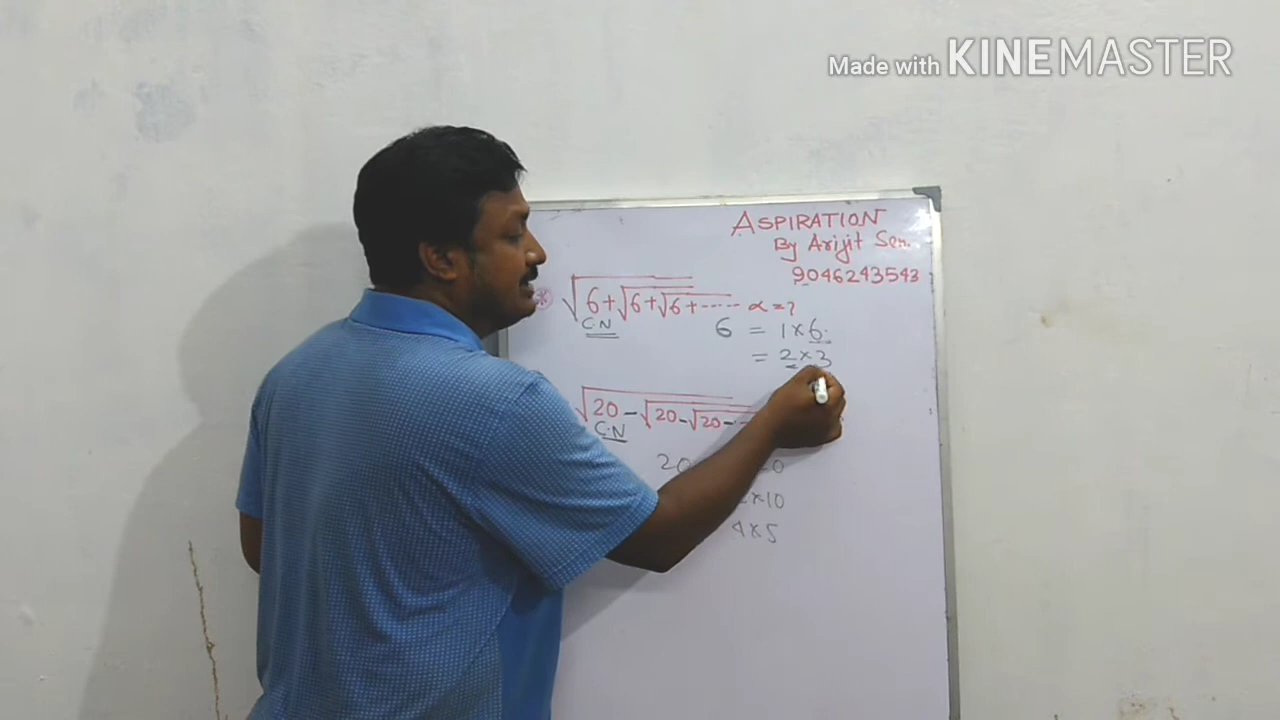 Made with KINEMASTER
ASPIRATION
By Arijit Sen.
9046243543
* √6+√6+√6+----- α = ?
C.N 6 = 1×6.
= 2×3
√20-√20-√20-
C.N
20
2×10
4×5